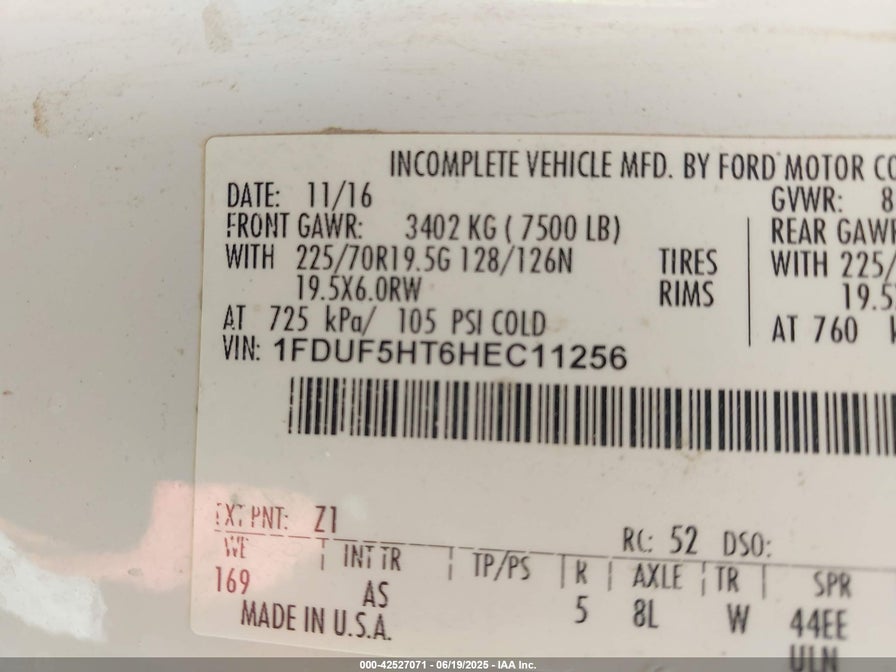 INCOMPLETE VEHICLE MFD. BY FORD MOTOR CO
DATE: 11/16 GVWR: 8
FRONT GAWR: 3402 KG ( 7500 LB) REAR GAWR
WITH 225/70R19.5G 128/126N TIRES WITH 225/
19.5X6.0RW RIMS 19.5X
AT 725 kPa/ 105 PSI COLD AT 760 k
VIN: 1FDUF5HT6HEC11256
EXT PNT: Z1 RC: 52 DSO:
WB INT TR TP/PS R AXLE TR SPR
169 AS 5 8L W 44EE
MADE IN U.S.A.
000-42527071 - 06/19/2025 - IAA Inc.